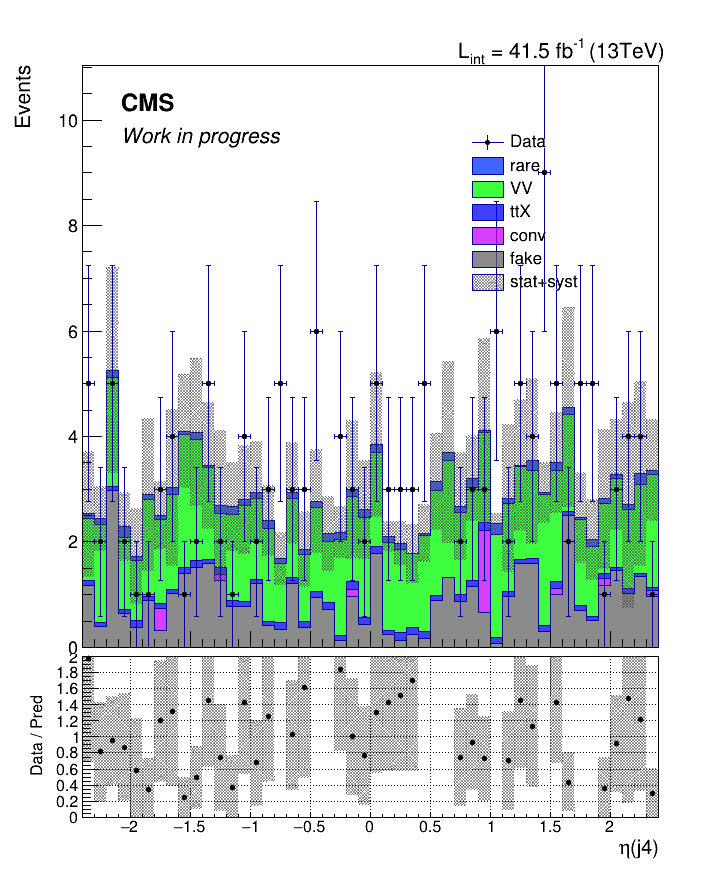 L_int = 41.5 fb^-1 (13TeV)
Events
CMS
Work in progress
Data
rare
VV
ttX
conv
fake
stat+syst
10
8
6
4
2
0
Data / Pred
2
1.8
1.6
1.4
1.2
1
0.8
0.6
0.4
0.2
0
−2 −1.5 −1 −0.5 0 0.5 1 1.5 2
η(j4)